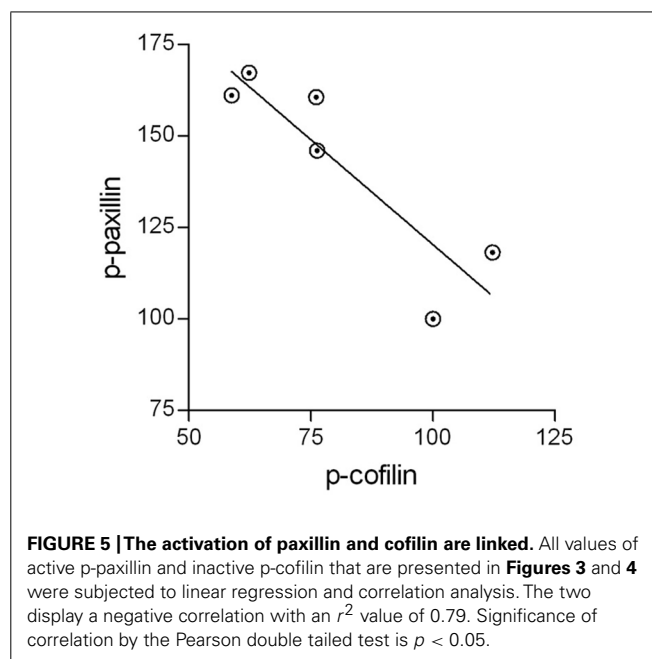 175
150
125
100
75
p-paxillin
50
75
100
125
p-cofilin
FIGURE 5 | The activation of paxillin and cofilin are linked. All values of
active p-paxillin and inactive p-cofilin that are presented in Figures 3 and 4
were subjected to linear regression and correlation analysis. The two
display a negative correlation with an r² value of 0.79. Significance of
correlation by the Pearson double tailed test is p < 0.05.